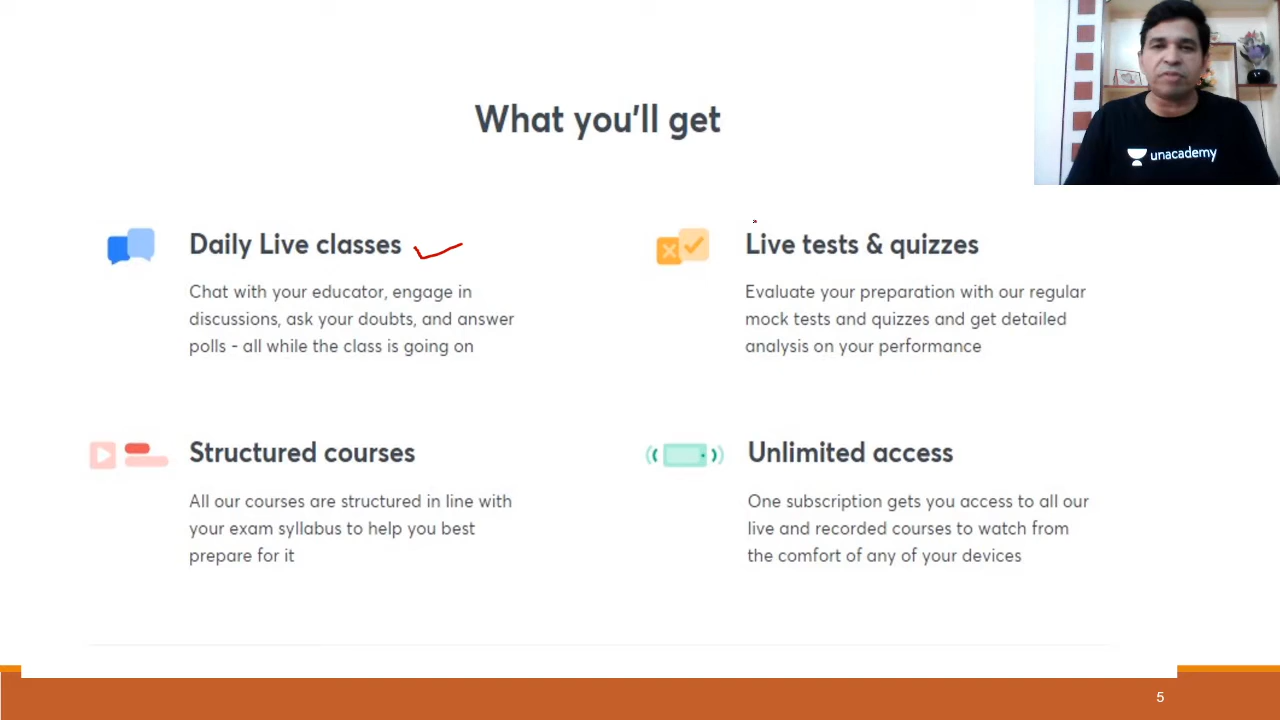 What you'll get
unacademy
Daily Live classes
Chat with your educator, engage in
discussions, ask your doubts, and answer
polls - all while the class is going on
Live tests & quizzes
Evaluate your preparation with our regular
mock tests and quizzes and get detailed
analysis on your performance
Structured courses
All our courses are structured in line with
your exam syllabus to help you best
prepare for it
Unlimited access
One subscription gets you access to all our
live and recorded courses to watch from
the comfort of any of your devices
5